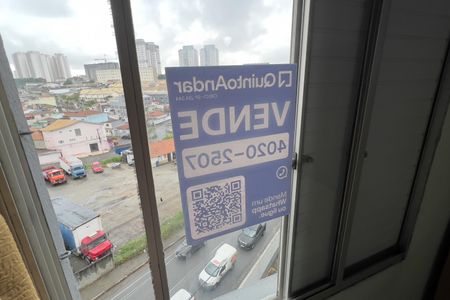 QuintoAndar
VENDE
4020-2507
Mande um
Whatsapp
ou ligue.